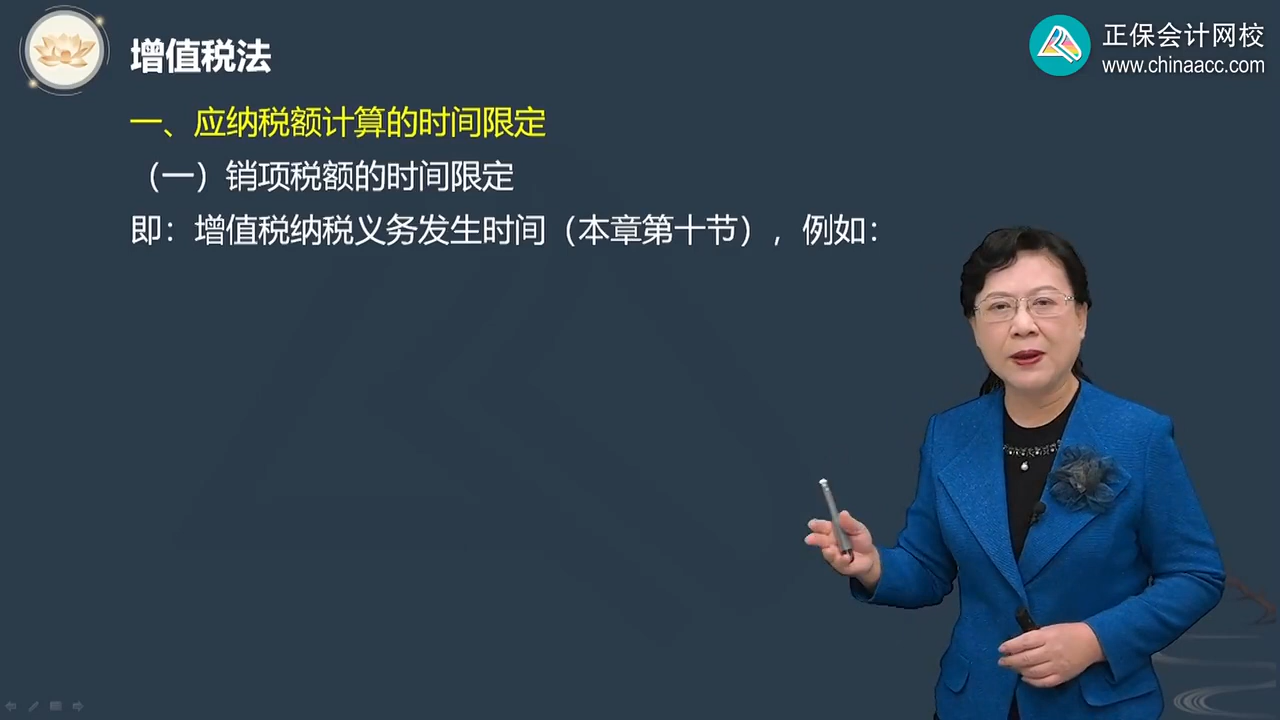 增值税法
正保会计网校
www.chinaacc.com
一、应纳税额计算的时间限定
（一）销项税额的时间限定
即：增值税纳税义务发生时间（本章第十节），例如：